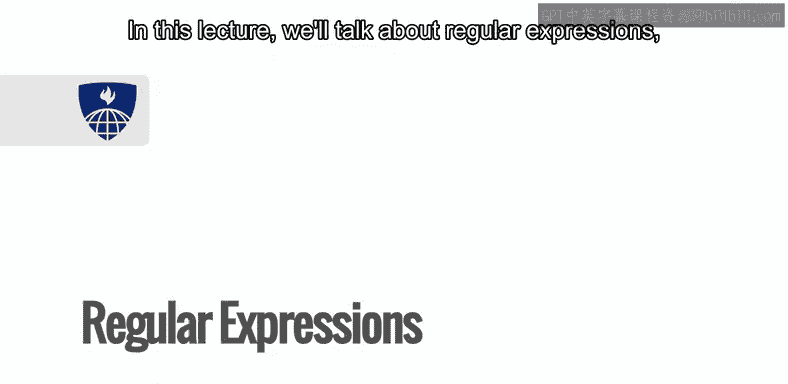 In this lecture, we'll talk about regular expressions,
Regular Expressions